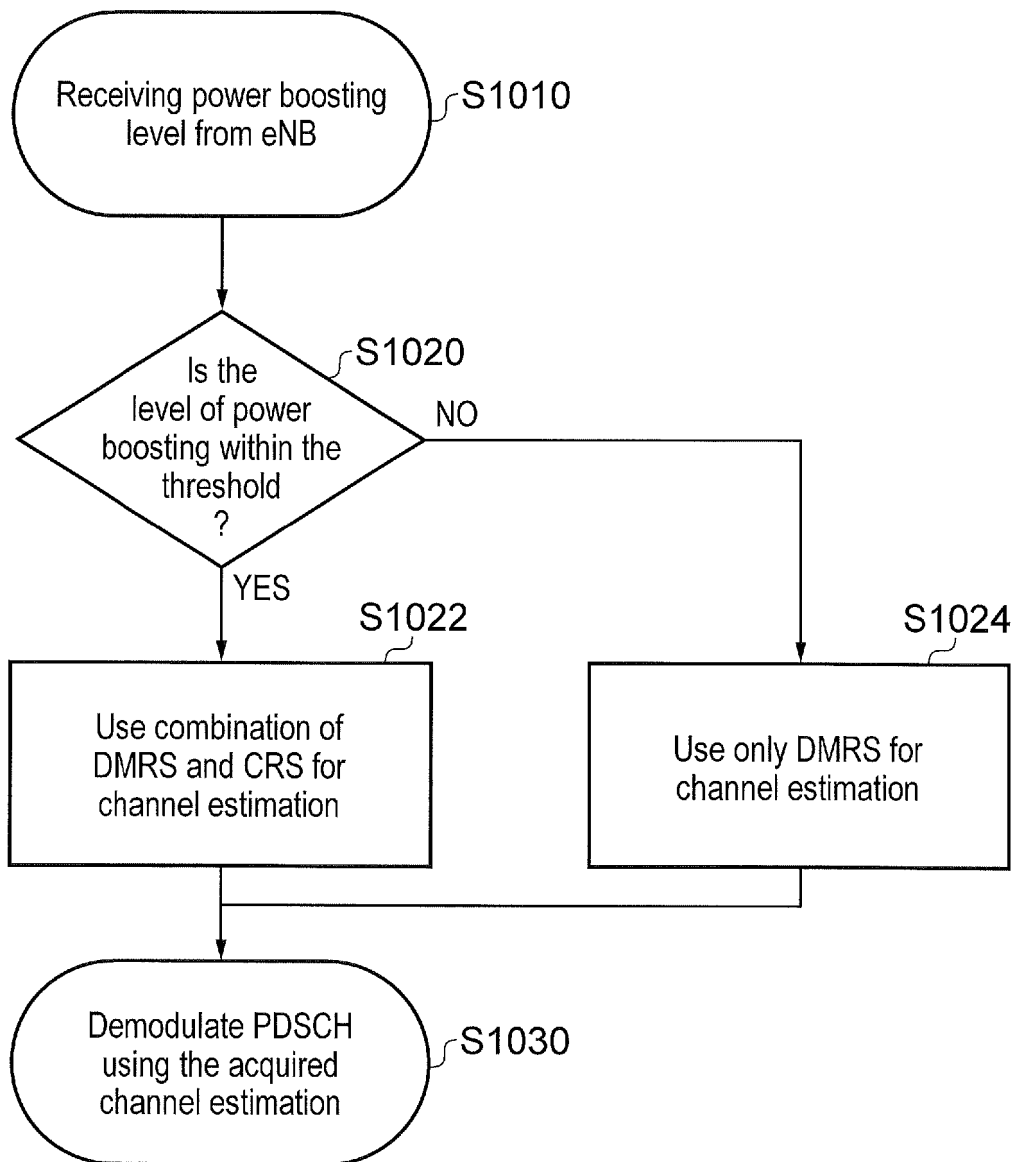 Receiving power boosting
level from eNB
S1010
S1020
Is the
level of power
boosting within the
threshold
?
NO
YES
S1022
S1024
Use combination of
DMRS and CRS for
channel estimation
Use only DMRS for
channel estimation
Demodulate PDSCH
using the acquired
channel estimation
S1030